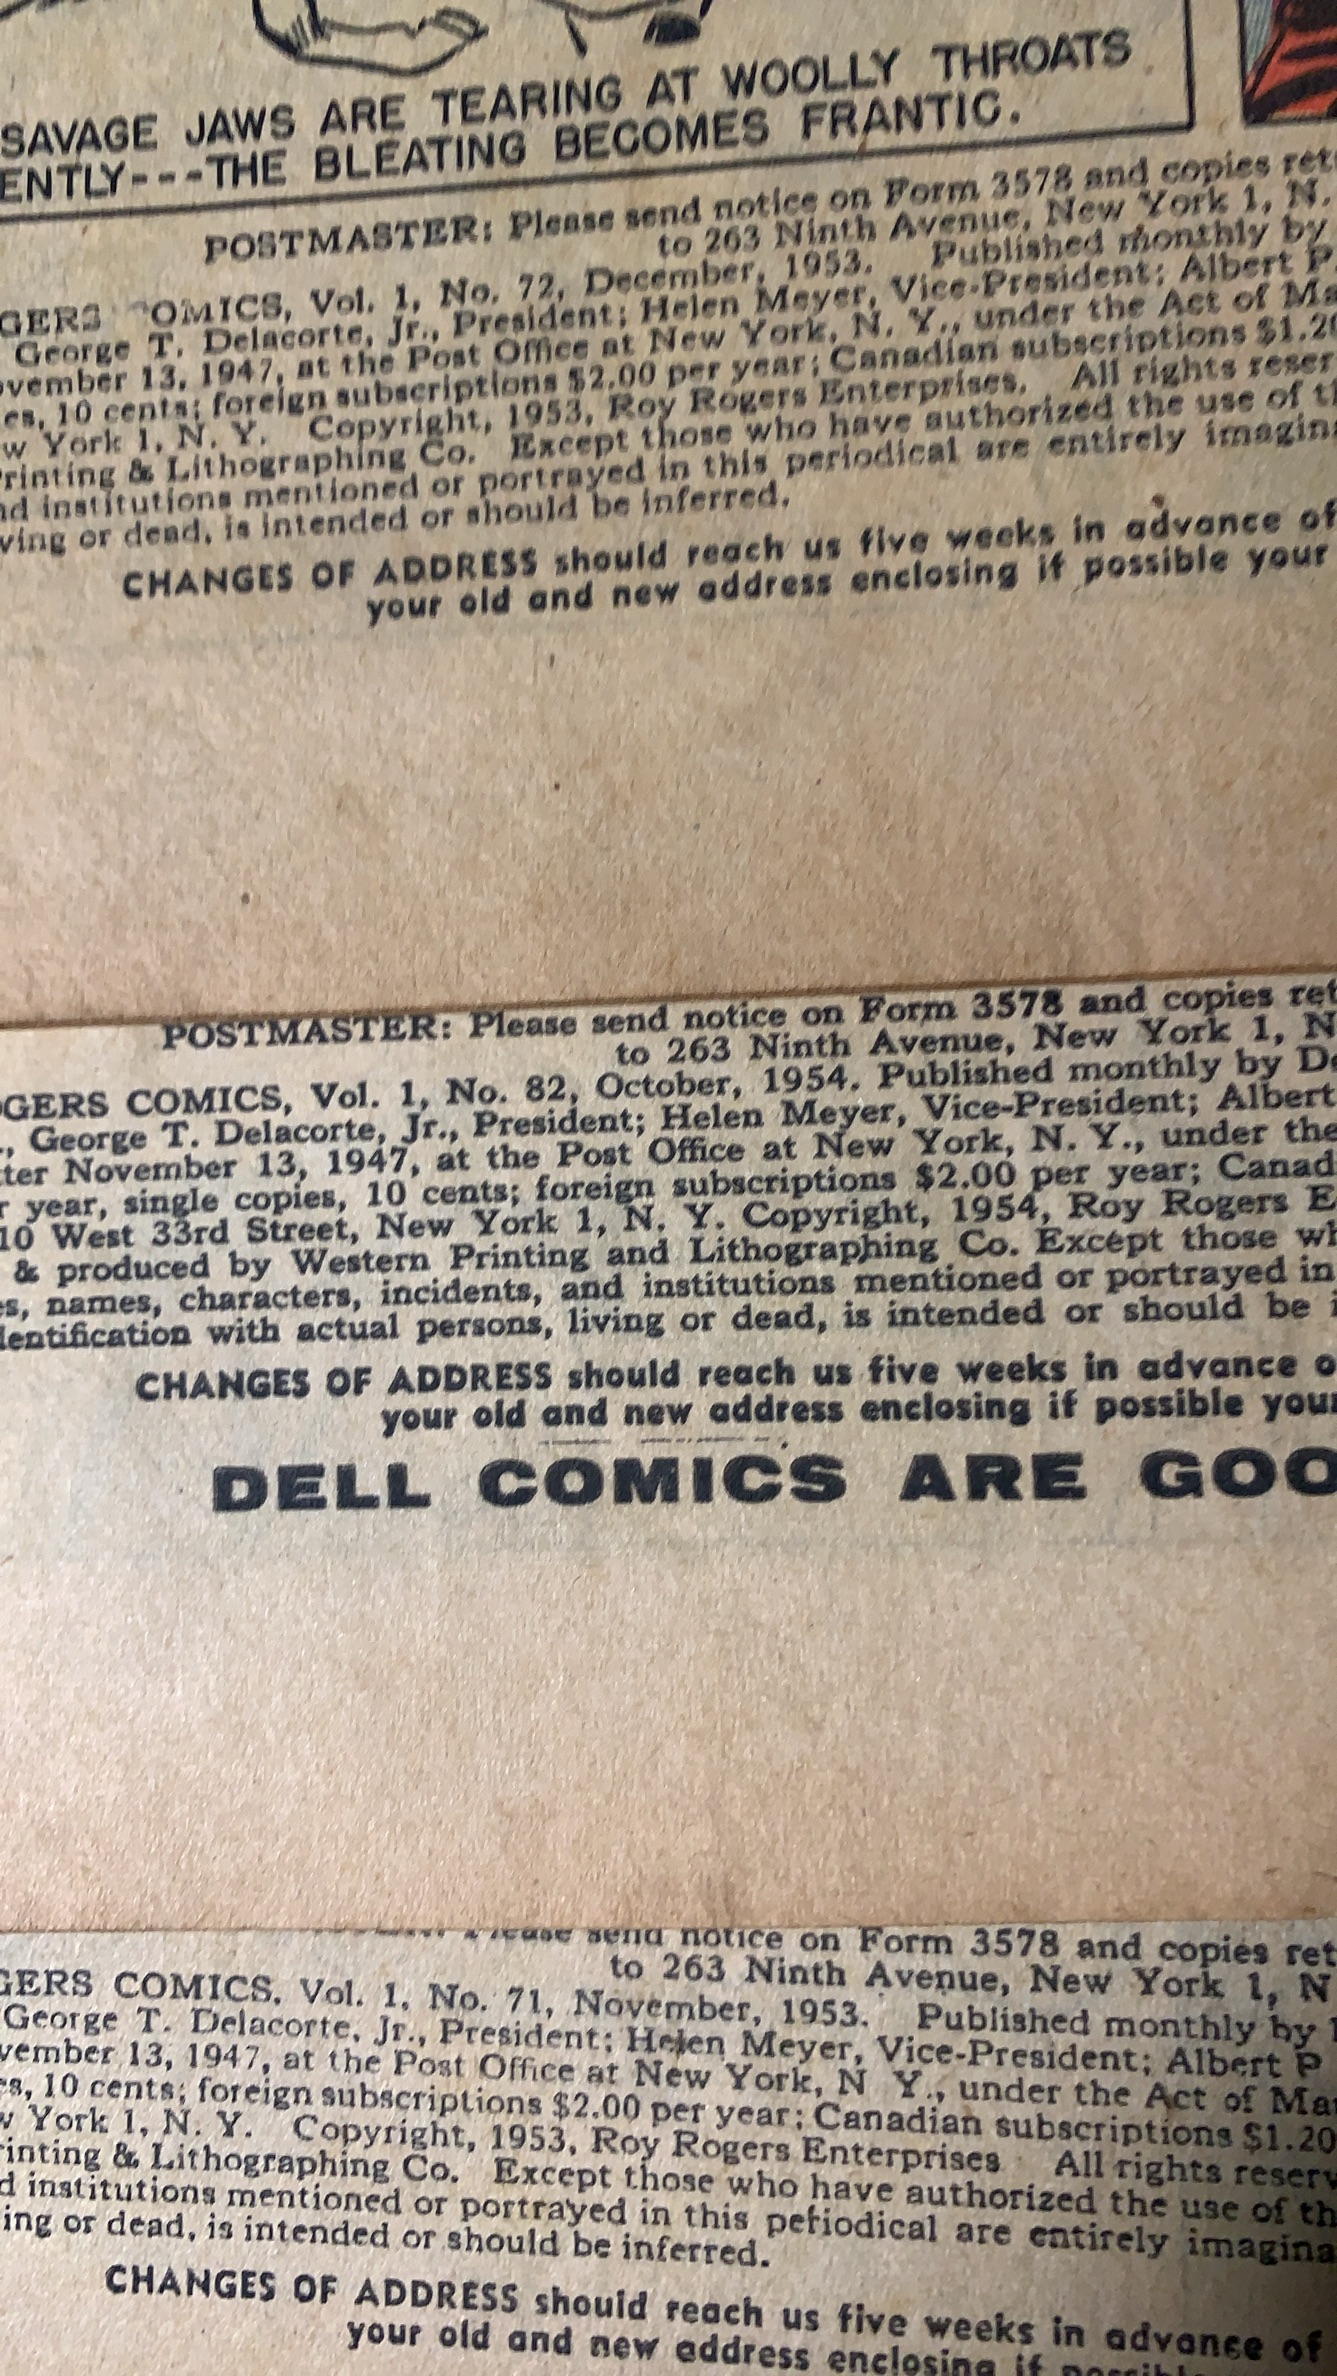 SAVAGE JAWS ARE TEARING AT WOOLLY THROATS
ENTLY---THE BLEATING BECOMES FRANTIC.
POSTMASTER: Please send notice on Form 3578 and copies ret
to 263 Ninth Avenue, New York 1, N.
GERS COMICS, Vol. 1, No. 72, December, 1953. Published monthly by
George T. Delacorte, Jr., President; Helen Meyer, Vice-President; Albert P.
vember 13, 1947, at the Post Office at New York, N. Y., under the Act of Ma
es, 10 cents; foreign subscriptions $2.00 per year; Canadian subscriptions $1.20
w York 1, N. Y. Copyright, 1953, Roy Rogers Enterprises. All rights reser
rinting & Lithographing Co. Except those who have authorized the use of th
nd institutions mentioned or portrayed in this periodical are entirely imagina
ving or dead, is intended or should be inferred.
CHANGES OF ADDRESS should reach us five weeks in advance of
your old and new address enclosing if possible your
POSTMASTER: Please send notice on Form 3578 and copies ret
to 263 Ninth Avenue, New York 1, N
OGERS COMICS, Vol. 1, No. 82, October, 1954. Published monthly by De
., George T. Delacorte, Jr., President; Helen Meyer, Vice-President; Albert
tter November 13, 1947, at the Post Office at New York, N. Y., under the
r year, single copies, 10 cents; foreign subscriptions $2.00 per year; Canad
10 West 33rd Street, New York 1, N. Y. Copyright, 1954, Roy Rogers E
& produced by Western Printing and Lithographing Co. Except those wh
es, names, characters, incidents, and institutions mentioned or portrayed in
dentification with actual persons, living or dead, is intended or should be i
CHANGES OF ADDRESS should reach us five weeks in advance o
your old and new address enclosing if possible your
DELL COMICS ARE GOO
Please send notice on Form 3578 and copies ret
to 263 Ninth Avenue, New York 1, N
GERS COMICS, Vol. 1, No. 71, November, 1953. Published monthly by
George T. Delacorte, Jr., President; Helen Meyer, Vice-President; Albert P
vember 13, 1947, at the Post Office at New York, N Y., under the Act of Mar
es, 10 cents; foreign subscriptions $2.00 per year; Canadian subscriptions $1.20
w York 1, N. Y. Copyright, 1953, Roy Rogers Enterprises All rights reserv
rinting & Lithographing Co. Except those who have authorized the use of th
d institutions mentioned or portrayed in this periodical are entirely imagina
ing or dead, is intended or should be inferred.
CHANGES OF ADDRESS should reach us five weeks in advance of
your old and new address enclosing if